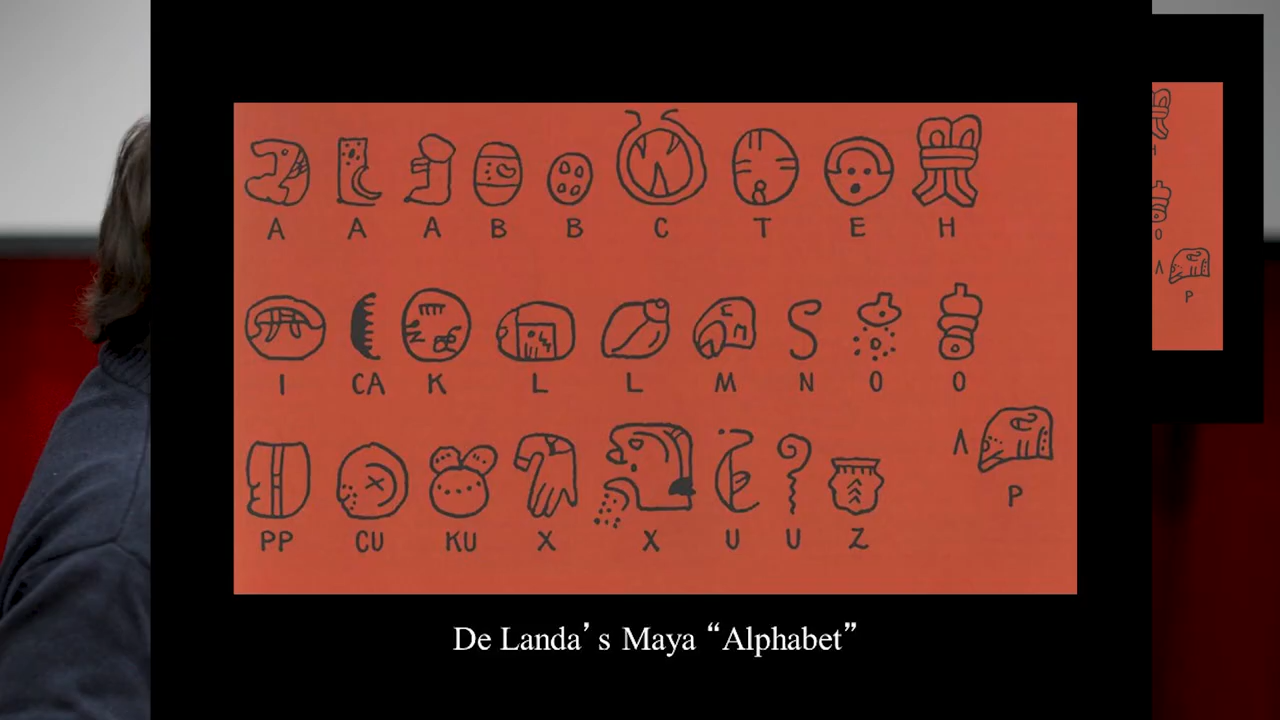 A A A B B C T E H
I CA K L L M N O O
Λ P
PP CU KU X X U U Z
De Landa’s Maya “Alphabet”
H
O
Λ
P